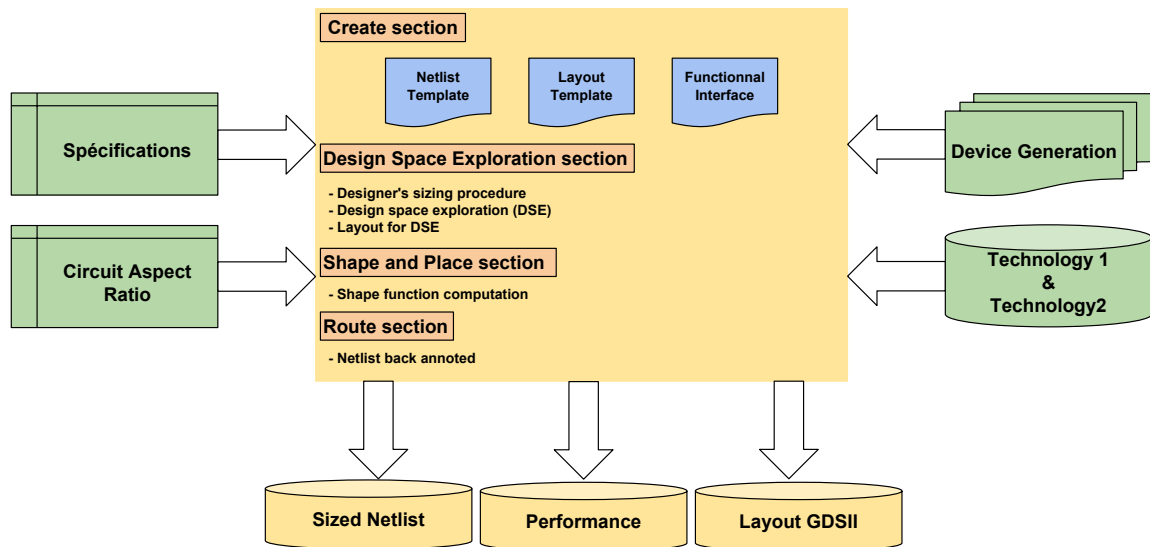 Create section
Netlist
Template
Layout
Template
Functionnal
Interface
Spécifications
Device Generation
Design Space Exploration section
- Designer's sizing procedure
- Design space exploration (DSE)
- Layout for DSE
Circuit Aspect
Ratio
Technology 1
&
Technology2
Shape and Place section
- Shape function computation
Route section
- Netlist back annoted
Sized Netlist
Performance
Layout GDSII